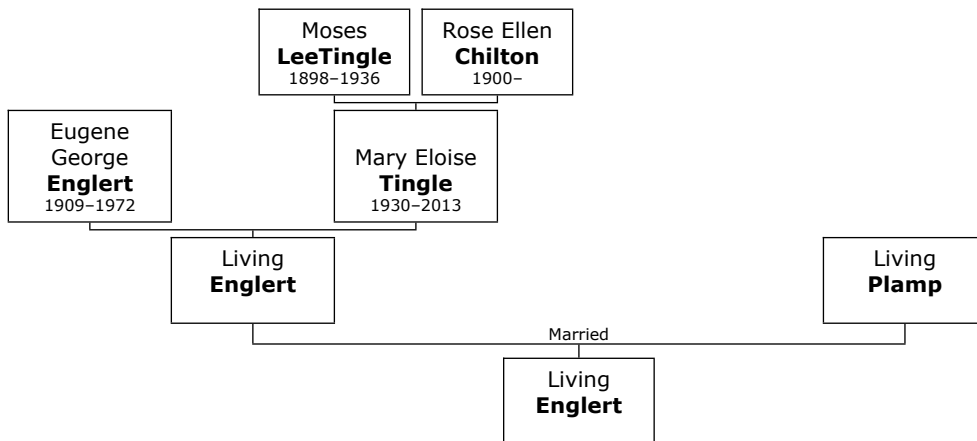 Moses
LeeTingle
1898–1936
Rose Ellen
Chilton
1900–
Eugene
George
Englert
1909–1972
Mary Eloise
Tingle
1930–2013
Living
Englert
Living
Plamp
Married
Living
Englert